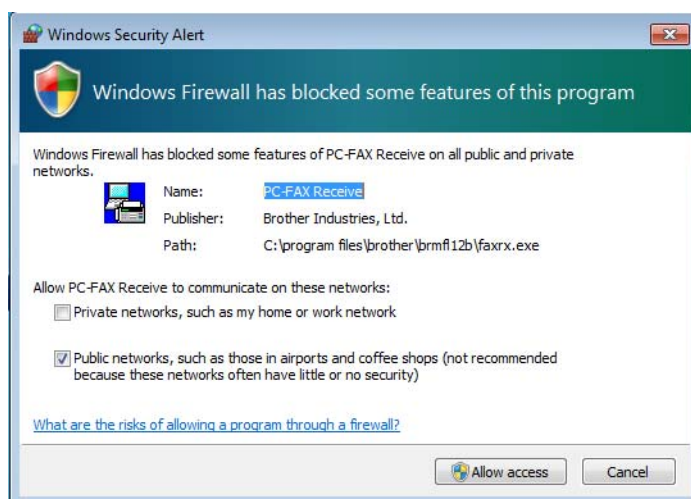 Windows Security Alert
Windows Firewall has blocked some features of this program
Windows Firewall has blocked some features of PC-FAX Receive on all public and private
networks.
Name: PC-FAX Receive
Publisher: Brother Industries, Ltd.
Path: C:\program files\brother\brmfl12b\faxrx.exe
Allow PC-FAX Receive to communicate on these networks:
Private networks, such as my home or work network
Public networks, such as those in airports and coffee shops (not recommended
because these networks often have little or no security)
What are the risks of allowing a program through a firewall?
Allow access Cancel